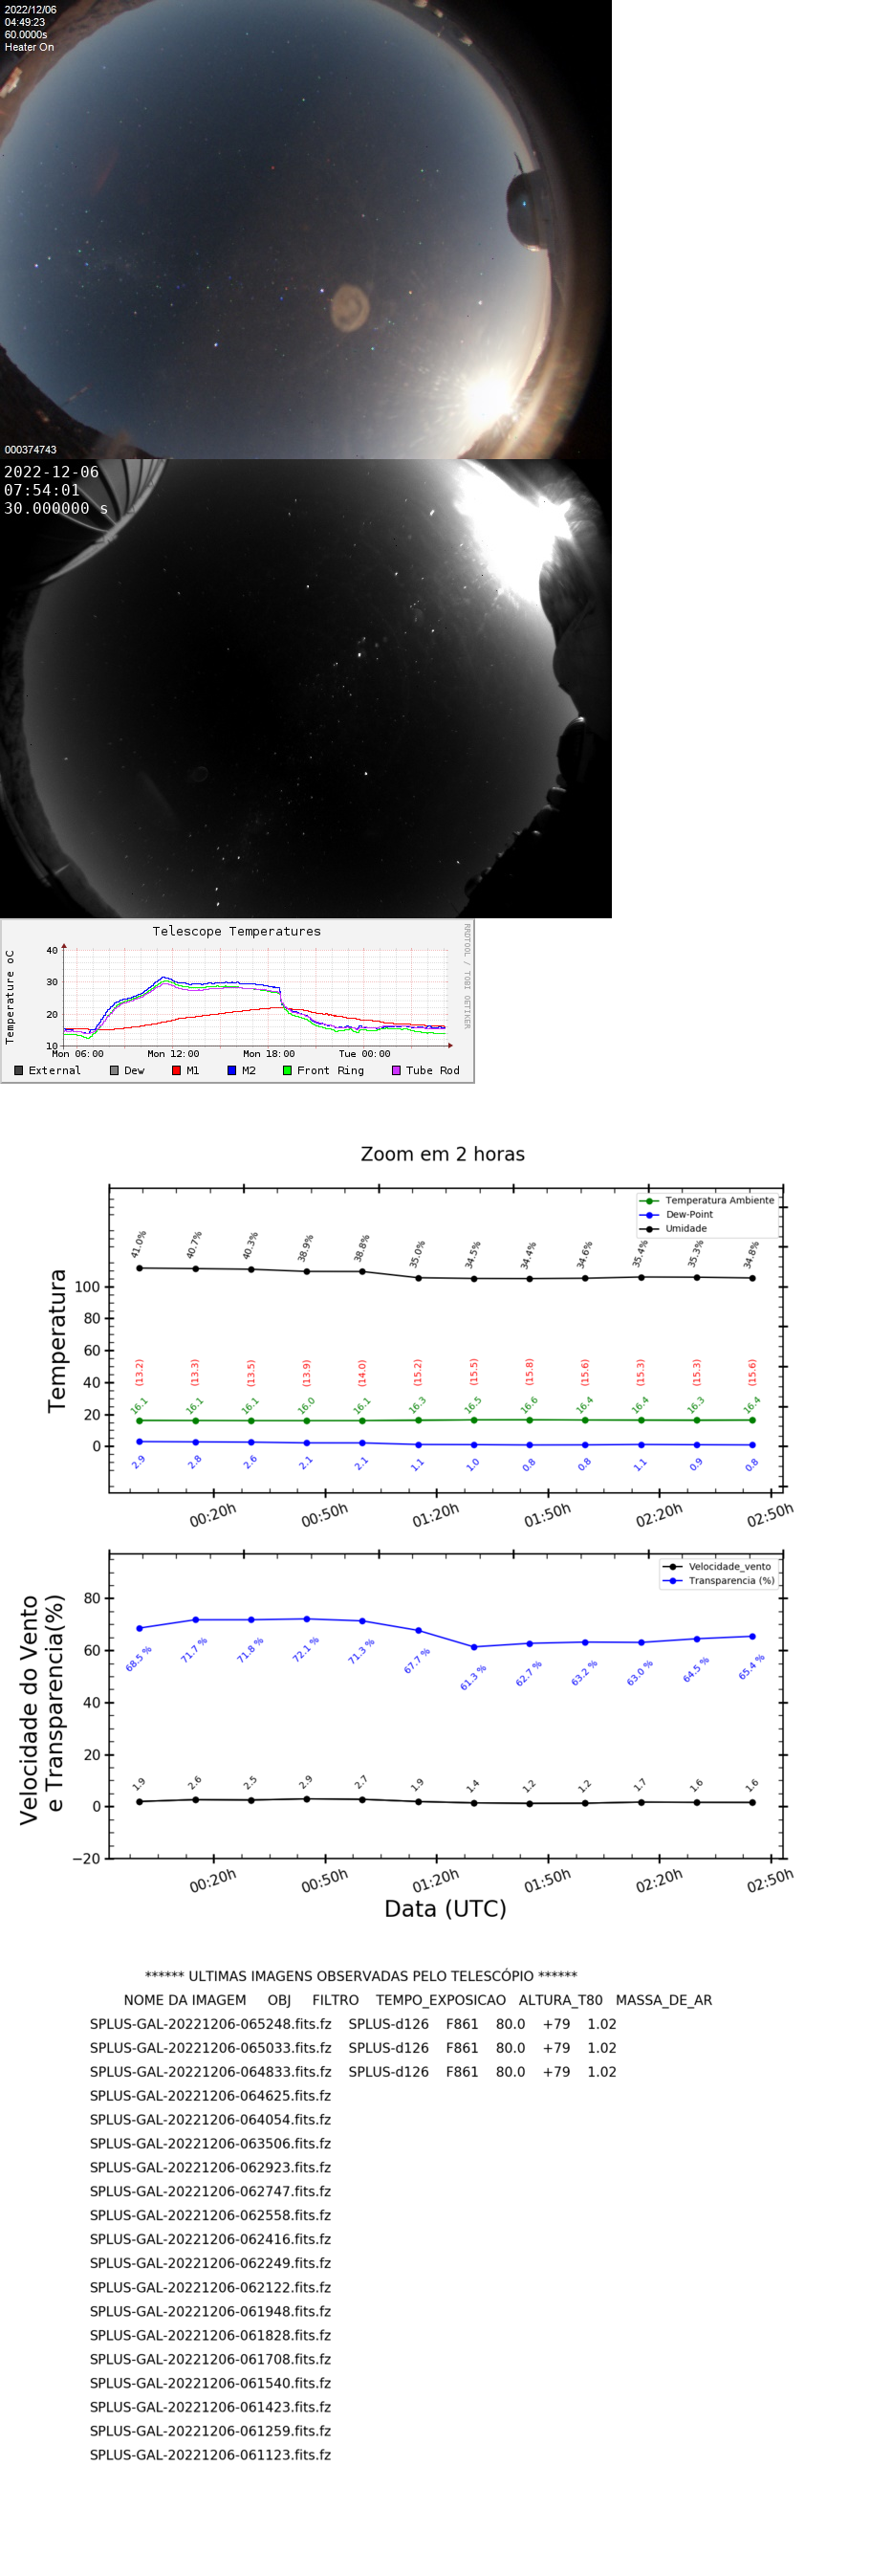 2022/12/06
04:49:23
60.0000s
Heater On
000374743
2022-12-06
07:54:01
30.000000 s
Telescope Temperatures
RRDTOOL / TOBI OETIKER
Temperature oC
40
30
20
10
Mon 06:00 Mon 12:00 Mon 18:00 Tue 00:00
External Dew M1 M2 Front Ring Tube Rod
Zoom em 2 horas
Temperatura Ambiente
Dew-Point
Umidade
Temperatura
100
80
60
40
20
0
41.0% 40.7% 40.3% 38.9% 38.8% 35.0% 34.5% 34.4% 34.6% 35.4% 35.3% 34.8%
(13.2) (13.3) (13.5) (13.9) (14.0) (15.2) (15.5) (15.8) (15.6) (15.3) (15.3) (15.6)
16.1 16.1 16.1 16.0 16.1 16.3 16.5 16.6 16.4 16.4 16.3 16.4
2.9 2.8 2.6 2.1 2.1 1.1 1.0 0.8 0.8 1.1 0.9 0.8
00:20h 00:50h 01:20h 01:50h 02:20h 02:50h
Velocidade_vento
Transparencia (%)
Velocidade do Vento
e Transparencia(%)
80
60
40
20
0
−20
68.5 % 71.7 % 71.8 % 72.1 % 71.3 % 67.7 % 61.3 % 62.7 % 63.2 % 63.0 % 64.5 % 65.4 %
1.9 2.6 2.5 2.9 2.7 1.9 1.4 1.2 1.2 1.7 1.6 1.6
00:20h 00:50h 01:20h 01:50h 02:20h 02:50h
Data (UTC)
****** ULTIMAS IMAGENS OBSERVADAS PELO TELESCÓPIO ******
NOME DA IMAGEM OBJ FILTRO TEMPO_EXPOSICAO ALTURA_T80 MASSA_DE_AR
SPLUS-GAL-20221206-065248.fits.fz SPLUS-d126 F861 80.0 +79 1.02
SPLUS-GAL-20221206-065033.fits.fz SPLUS-d126 F861 80.0 +79 1.02
SPLUS-GAL-20221206-064833.fits.fz SPLUS-d126 F861 80.0 +79 1.02
SPLUS-GAL-20221206-064625.fits.fz
SPLUS-GAL-20221206-064054.fits.fz
SPLUS-GAL-20221206-063506.fits.fz
SPLUS-GAL-20221206-062923.fits.fz
SPLUS-GAL-20221206-062747.fits.fz
SPLUS-GAL-20221206-062558.fits.fz
SPLUS-GAL-20221206-062416.fits.fz
SPLUS-GAL-20221206-062249.fits.fz
SPLUS-GAL-20221206-062122.fits.fz
SPLUS-GAL-20221206-061948.fits.fz
SPLUS-GAL-20221206-061828.fits.fz
SPLUS-GAL-20221206-061708.fits.fz
SPLUS-GAL-20221206-061540.fits.fz
SPLUS-GAL-20221206-061423.fits.fz
SPLUS-GAL-20221206-061259.fits.fz
SPLUS-GAL-20221206-061123.fits.fz